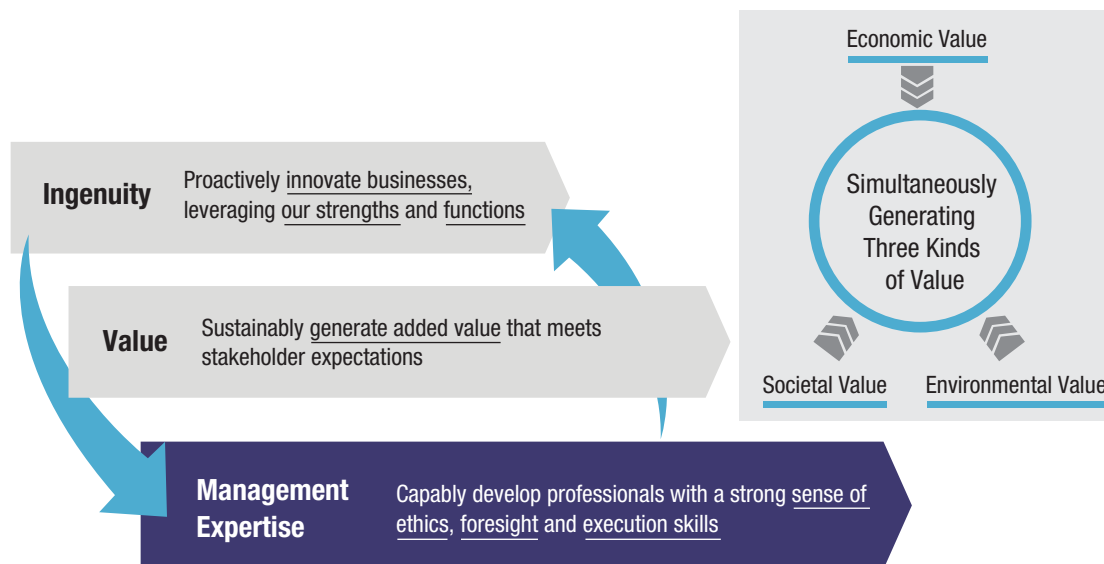 Economic Value
Simultaneously
Generating
Three Kinds
of Value
Societal Value
Environmental Value
Ingenuity
Proactively innovate businesses,
leveraging our strengths and functions
Value
Sustainably generate added value that meets
stakeholder expectations
Management
Expertise
Capably develop professionals with a strong sense of
ethics, foresight and execution skills